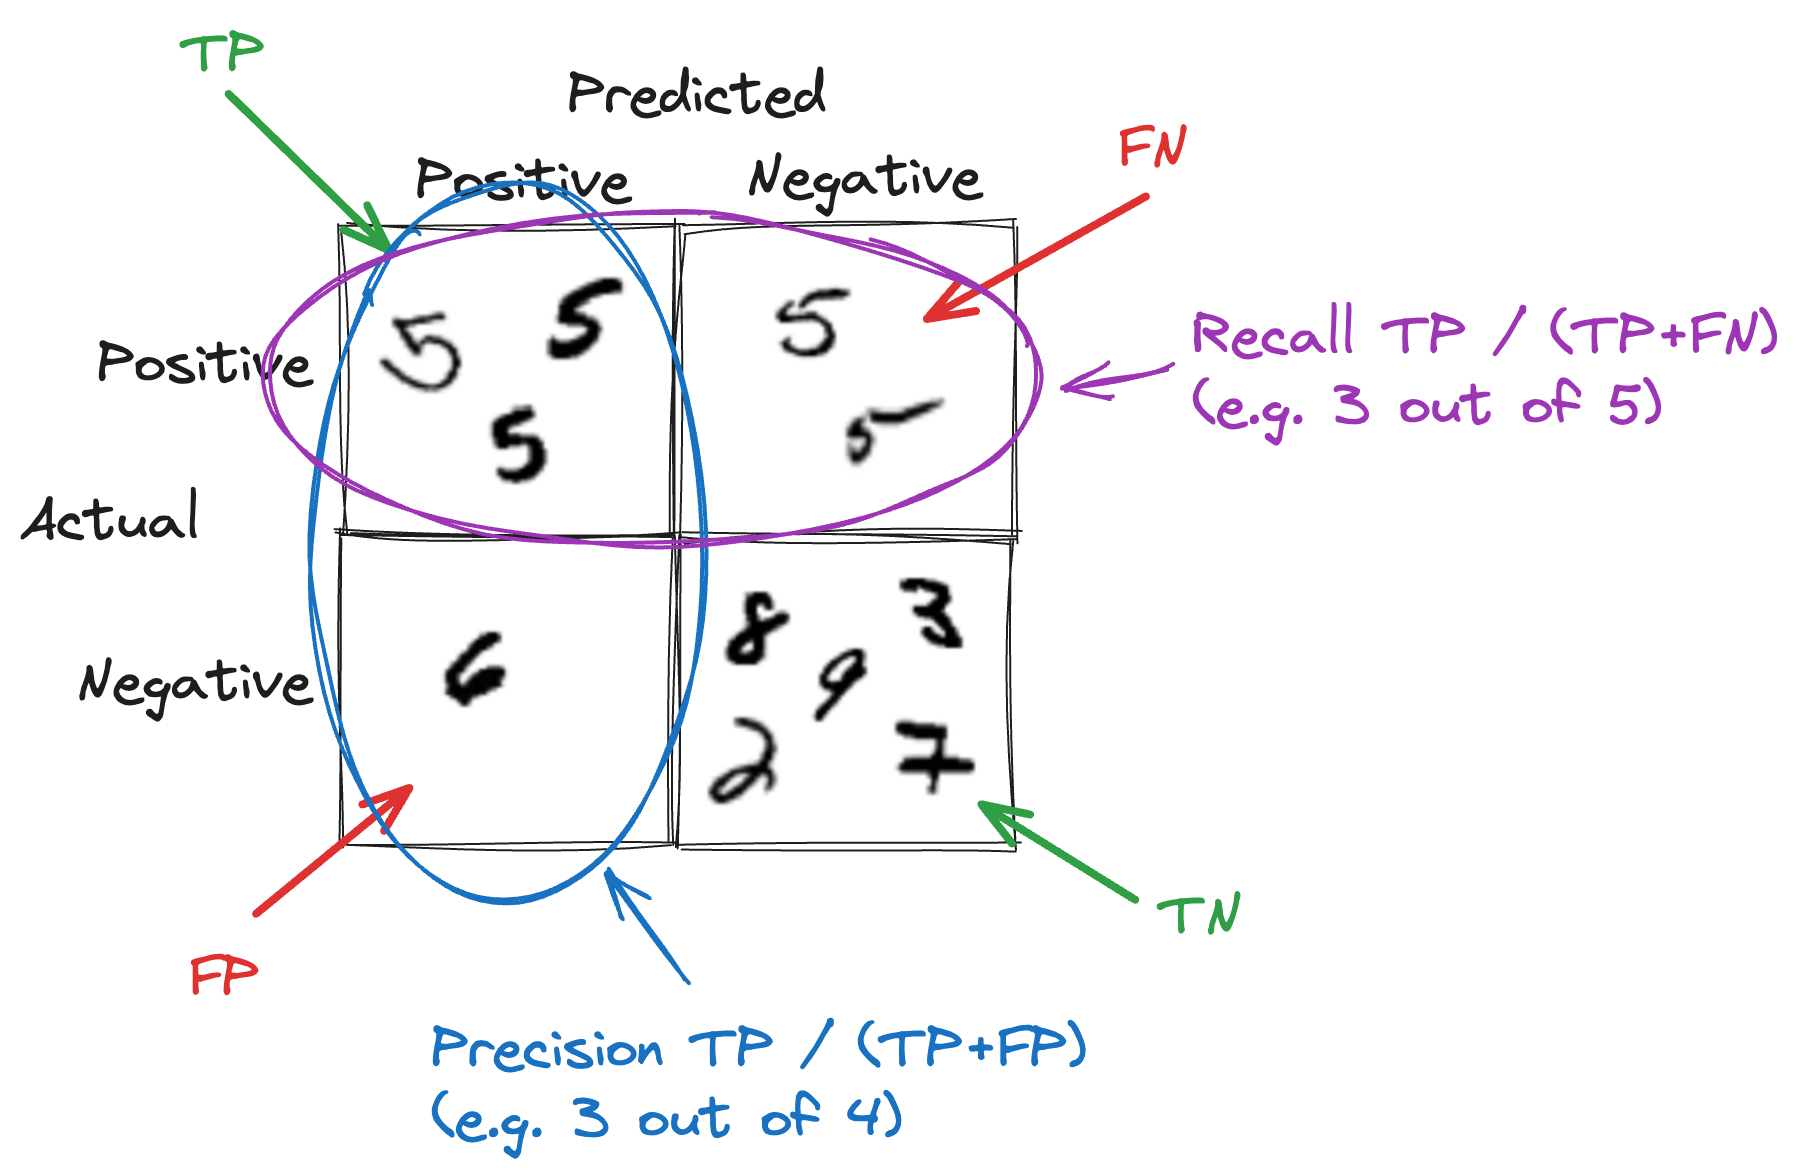 TP
Predicted
FN
Positive Negative
5 5 5
Positive
5 5
Recall TP / (TP+FN)
(e.g. 3 out of 5)
Actual
Negative
6
8 3
9
2 7
TN
FP
Precision TP / (TP+FP)
(e.g. 3 out of 4)